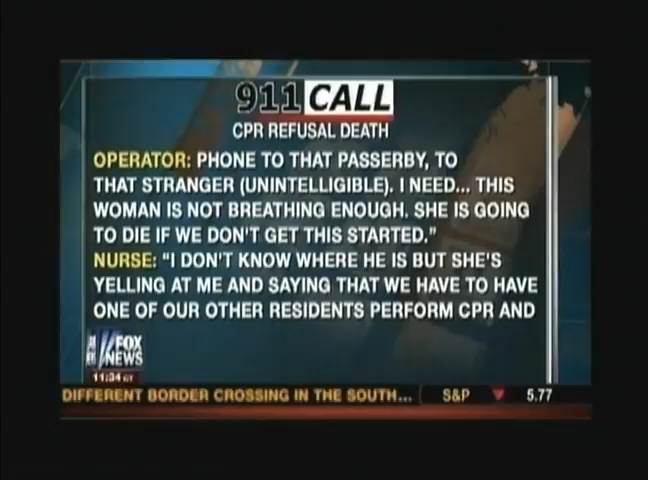 911 CALL
CPR REFUSAL DEATH
OPERATOR: PHONE TO THAT PASSERBY, TO
THAT STRANGER (UNINTELLIGIBLE). I NEED... THIS
WOMAN IS NOT BREATHING ENOUGH. SHE IS GOING
TO DIE IF WE DON'T GET THIS STARTED."
NURSE: "I DON'T KNOW WHERE HE IS BUT SHE'S
YELLING AT ME AND SAYING THAT WE HAVE TO HAVE
ONE OF OUR OTHER RESIDENTS PERFORM CPR AND
FOX
NEWS
11:34 ET
DIFFERENT BORDER CROSSING IN THE SOUTH... S&P 5.77